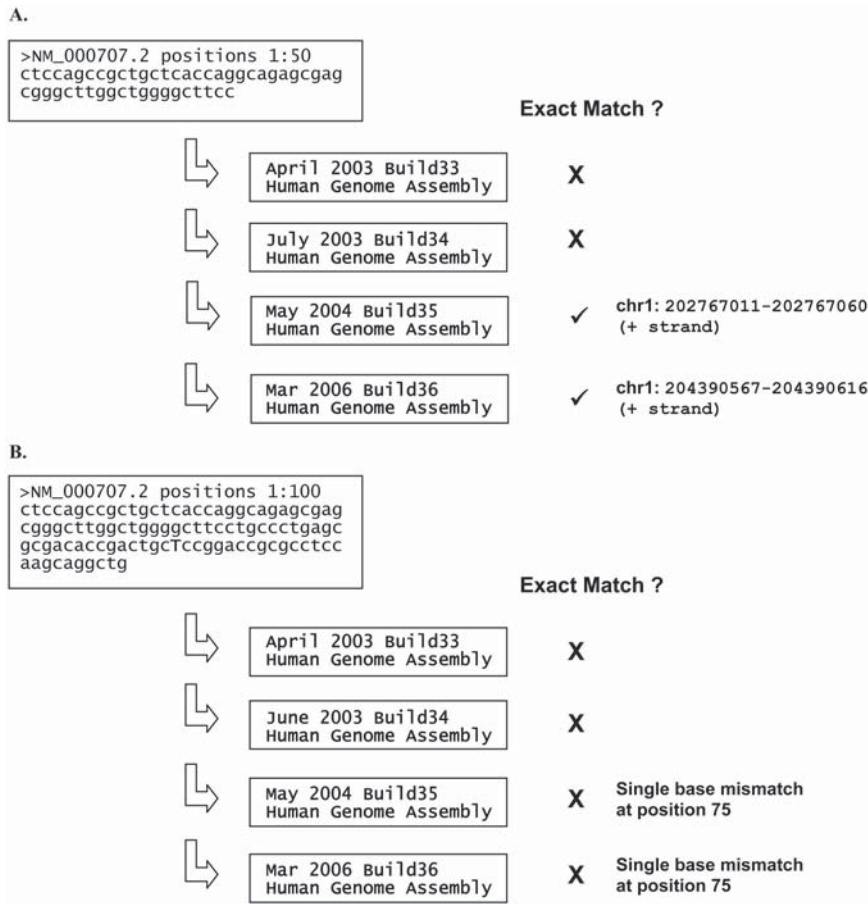 A.
>NM_000707.2 positions 1:50
ctccagccgctgctcaccaggcagagcgag
cgggcttggctggggcttcc
Exact Match ?
April 2003 Build33
Human Genome Assembly
X
July 2003 Build34
Human Genome Assembly
X
May 2004 Build35
Human Genome Assembly
✓
chr1: 202767011-202767060
(+ strand)
Mar 2006 Build36
Human Genome Assembly
✓
chr1: 204390567-204390616
(+ strand)
B.
>NM_000707.2 positions 1:100
ctccagccgctgctcaccaggcagagcgag
cgggcttggctggggcttcctgccctgagc
gcgacaccgactgcTccggaccgcgcctcc
aagcaggctg
Exact Match ?
April 2003 Build33
Human Genome Assembly
X
June 2003 Build34
Human Genome Assembly
X
May 2004 Build35
Human Genome Assembly
X
Single base mismatch
at position 75
Mar 2006 Build36
Human Genome Assembly
X
Single base mismatch
at position 75